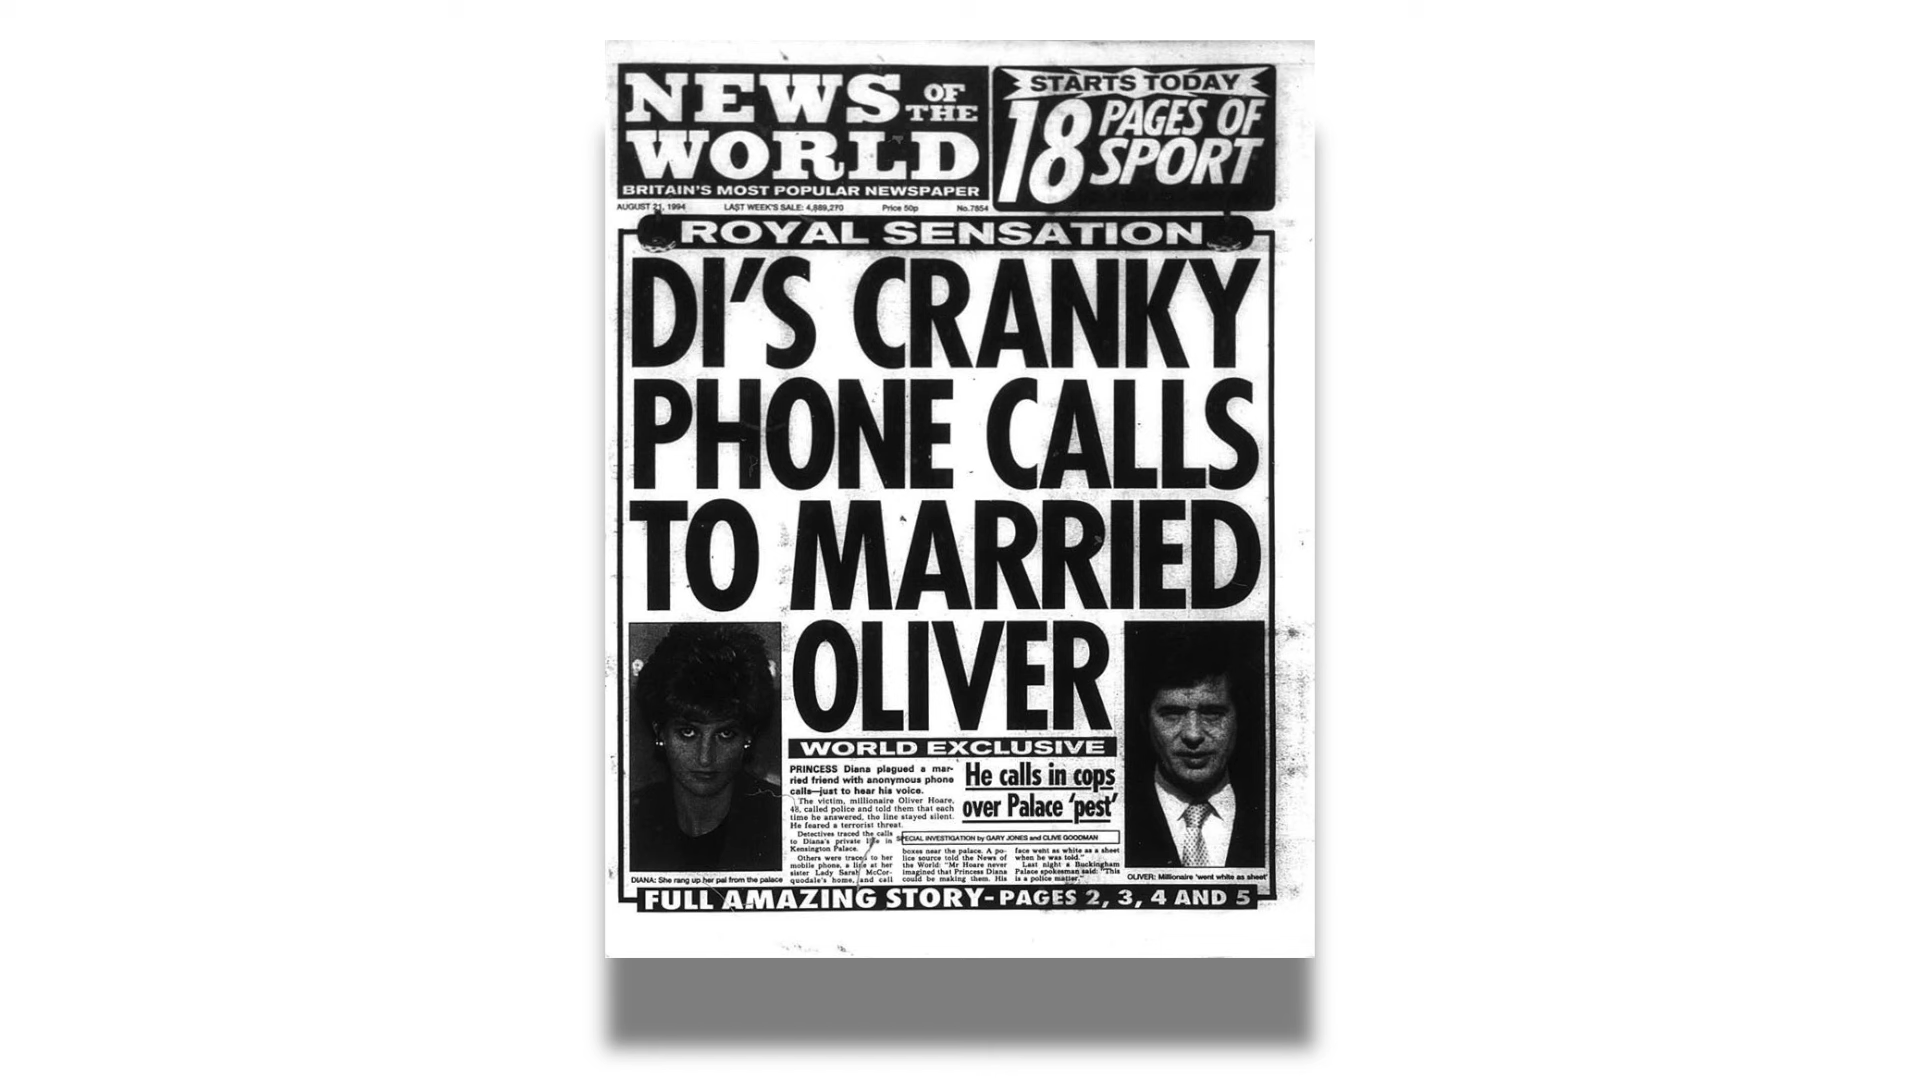 NEWS OF THE
WORLD
BRITAIN'S MOST POPULAR NEWSPAPER
STARTS TODAY
18 PAGES OF
SPORT
AUGUST 21, 1994 LAST WEEK'S SALE: 4,889,270 Price 50p No.7854
ROYAL SENSATION
DI'S CRANKY
PHONE CALLS
TO MARRIED
OLIVER
WORLD EXCLUSIVE
PRINCESS Diana plagued a mar-
ried friend with anonymous phone
calls—just to hear his voice.
The victim, millionaire Oliver Hoare,
48, called police and told them that each
time he answered, the line stayed silent.
He feared a terrorist threat.
Detectives traced the calls
to Diana's private line in
Kensington Palace.
Others were traced to her
mobile phone, a line at her
sister Lady Sarah McCor-
quodale's home, and call
He calls in cops
over Palace 'pest'
SPECIAL INVESTIGATION by GARY JONES and CLIVE GOODMAN
boxes near the palace. A po-
lice source told the News of
the World: "Mr Hoare never
imagined that Princess Diana
could be making them. His
face went as white as a sheet
when he was told."
Last night a Buckingham
Palace spokesman said: "This
is a police matter."
DIANA: She rang up her pal from the palace
OLIVER: Millionaire 'went white as sheet'
FULL AMAZING STORY-PAGES 2, 3, 4 AND 5